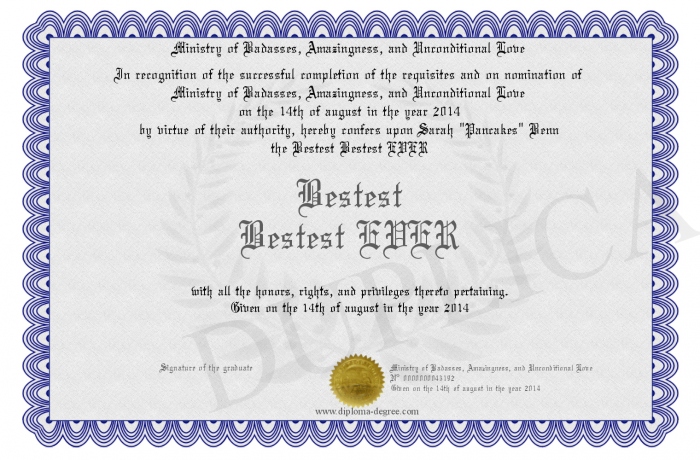 Ministry of Badasses, Amazingness, and Unconditional Love
In recognition of the successful completion of the requisites and on nomination of
Ministry of Badasses, Amazingness, and Unconditional Love
on the 14th of august in the year 2014
by virtue of their authority, hereby confers upon Sarah "Pancakes" Benn
the Bestest Bestest EVER
Bestest
Bestest EVER
with all the honors, rights, and privileges thereto pertaining.
Given on the 14th of august in the year 2014
DUPLICA
Signature of the graduate
Ministry of Badasses, Amazingness, and Unconditional Love
N° 0000000043192
Given on the 14th of august in the year 2014
www.diploma-degree.com